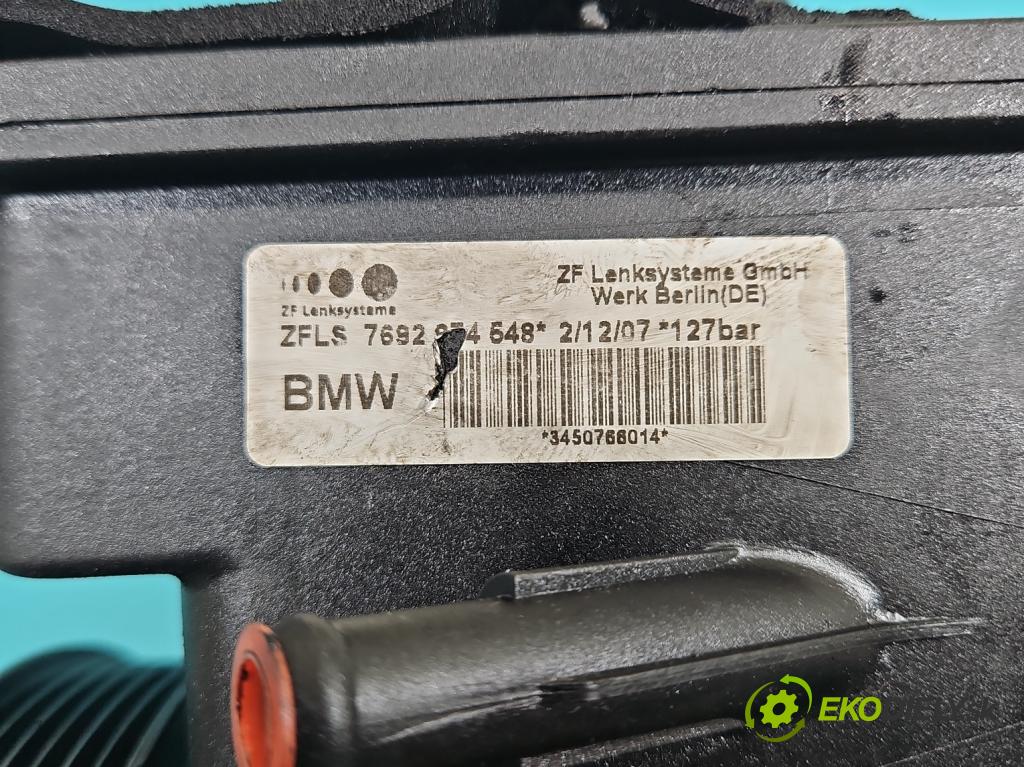 ZF Lenksysteme
ZF Lenksysteme GmbH
Werk Berlin(DE)
ZFLS 7692 548* 2/12/07 *127bar
BMW
*3450766014*
EKO